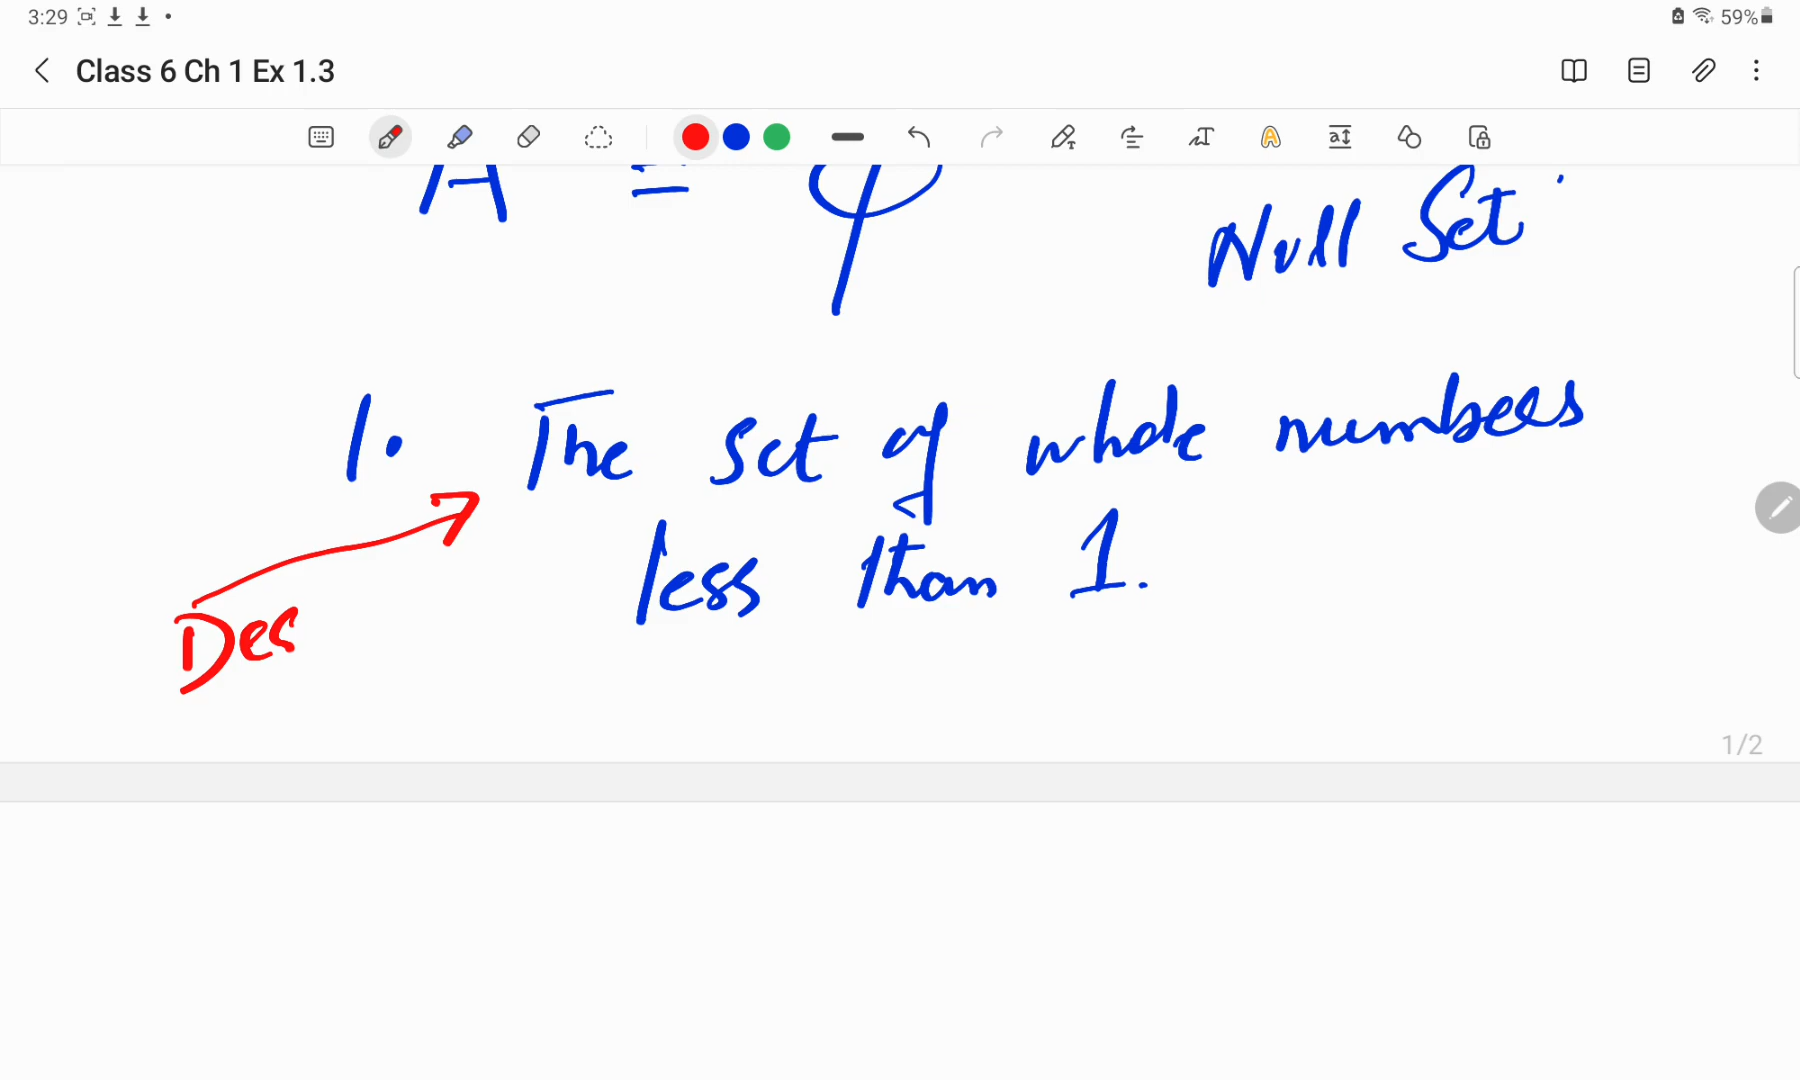 3:29 59%
Class 6 Ch 1 Ex 1.3
A = φ
Null Set
1. The set of whole numbers
less than 1.
Des
1/2